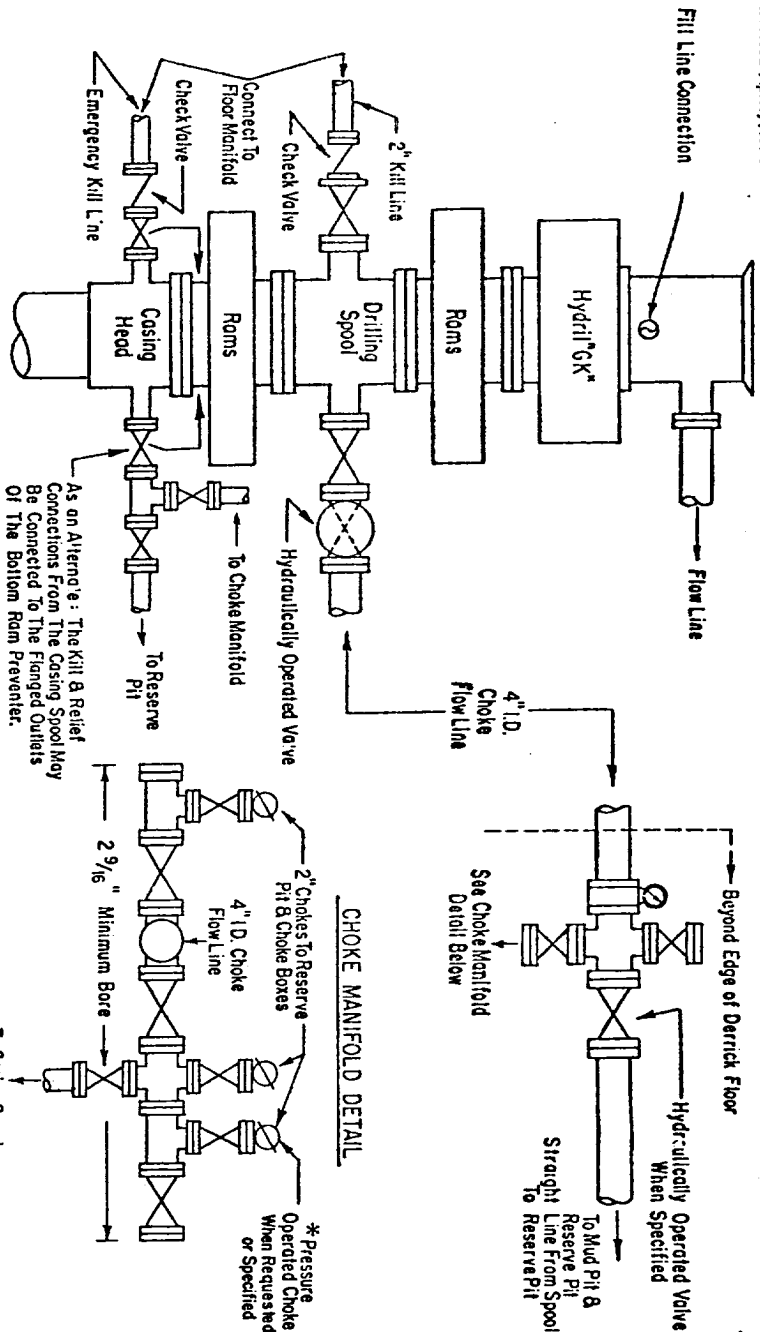 Fill Line Connection
Flow Line
Hydril "GK"
Rams
2" Kill Line
Check Valve
Drilling
Spool
Hydraulically Operated Valve
Connect To
Floor Manifold
Rams
Check Valve
Emergency Kill Line
Casing
Head
To Choke Manifold
To Reserve
Pit
As an Alternate: The Kill & Relief
Connections From The Casing Spool May
Be Connected To The Flanged Outlets
Of The Bottom Ram Preventer.
4" I.D.
Choke
Flow Line
Beyond Edge of Derrick Floor
Hydraulically Operated Valve
When Specified
To Mud Pit &
Reserve Pit
Straight Line From Spool
To Reserve Pit
See Choke Manifold
Detail Below
CHOKE MANIFOLD DETAIL
2" Chokes To Reserve
Pit & Choke Boxes
4" I.D. Choke
Flow Line
*Pressure
Operated Choke
When Requested
or Specified
2 9/16" Minimum Bore